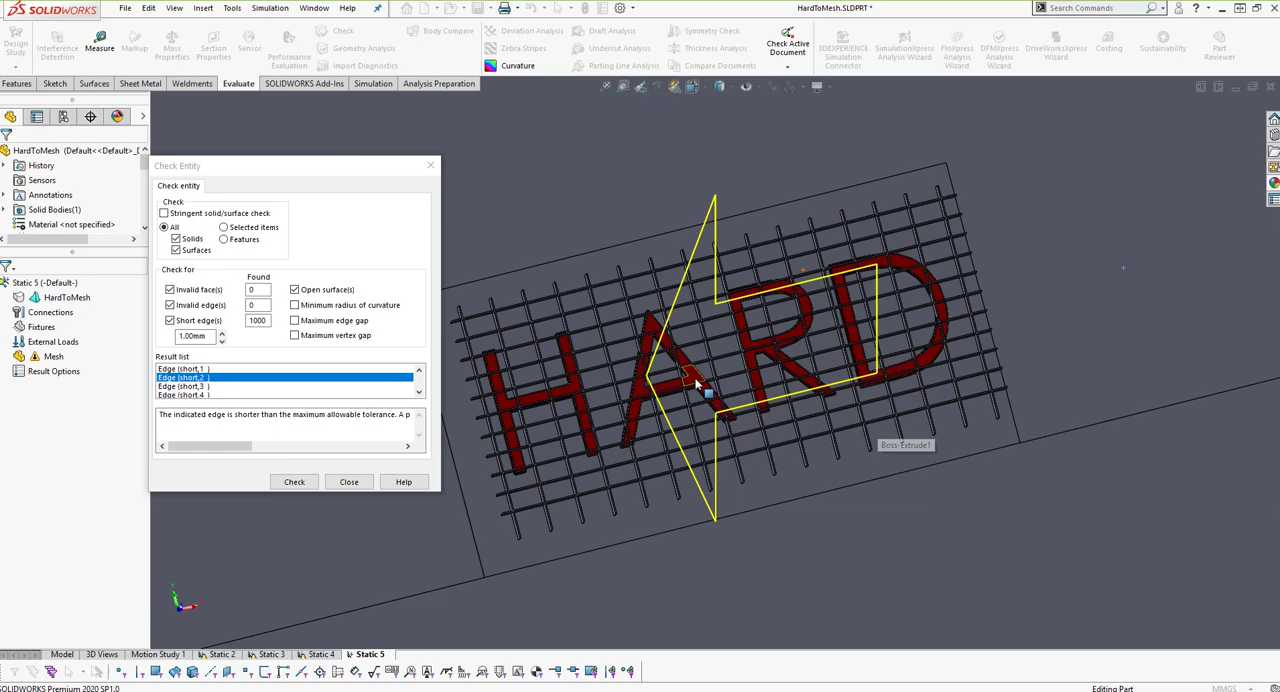 SOLIDWORKS
File Edit View Insert Tools Simulation Window Help
HardToMesh.SLDPRT *
Search Commands
Design Study
Interference Detection
Measure
Markup
Mass Properties
Section Properties
Sensor
Performance Evaluation
Check
Geometry Analysis
Import Diagnostics
Body Compare
Deviation Analysis
Zebra Stripes
Curvature
Draft Analysis
Undercut Analysis
Parting Line Analysis
Symmetry Check
Thickness Analysis
Compare Documents
Check Active Document
3DEXPERIENCE Simulation Connector
SimulationXpress Analysis Wizard
FloXpress Analysis Wizard
DFMXpress Analysis Wizard
DriveWorksXpress Wizard
Costing
Sustainability
Part Reviewer
Features Sketch Surfaces Sheet Metal Weldments Evaluate SOLIDWORKS Add-Ins Simulation Analysis Preparation
HardToMesh (Default<<Default>_D
History
Sensors
Annotations
Solid Bodies(1)
Material <not specified>
Static 5 (-Default-)
HardToMesh
Connections
Fixtures
External Loads
Mesh
Result Options
Check Entity
Check entity
Check
Stringent solid/surface check
All Selected items
Solids Features
Surfaces
Check for
Found
Invalid face(s) 0 Open surface(s)
Invalid edge(s) 0 Minimum radius of curvature
Short edge(s) 1000 Maximum edge gap
1.00mm Maximum vertex gap
Result list
Edge (short,1 )
Edge (short,2 )
Edge (short,3 )
Edge (short,4 )
The indicated edge is shorter than the maximum allowable tolerance. A p
Check Close Help
HARD
Boss-Extrude1
Model 3D Views Motion Study 1 Static 2 Static 3 Static 4 Static 5
SOLIDWORKS Premium 2020 SP1.0
Editing Part
MMGS